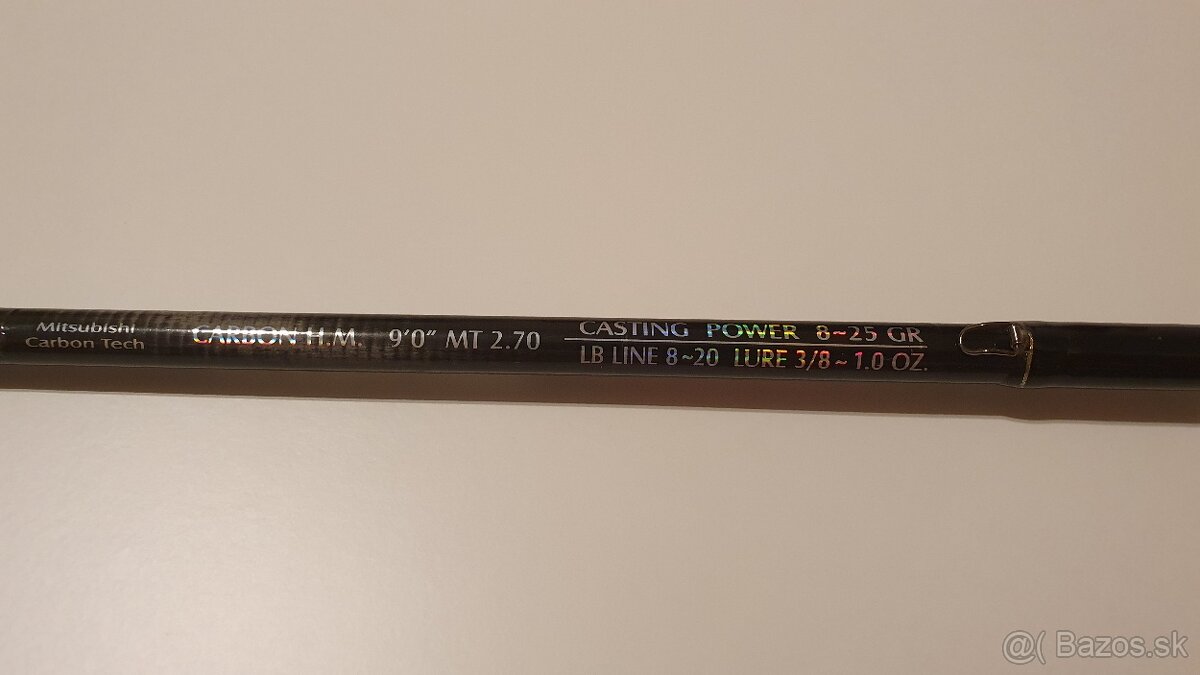 Mitsubishi
Carbon Tech
CARBON H.M. 9'0" MT 2.70
CASTING POWER 8~25 GR
LB LINE 8~20 LURE 3/8~1.0 OZ.
@( Bazos.sk